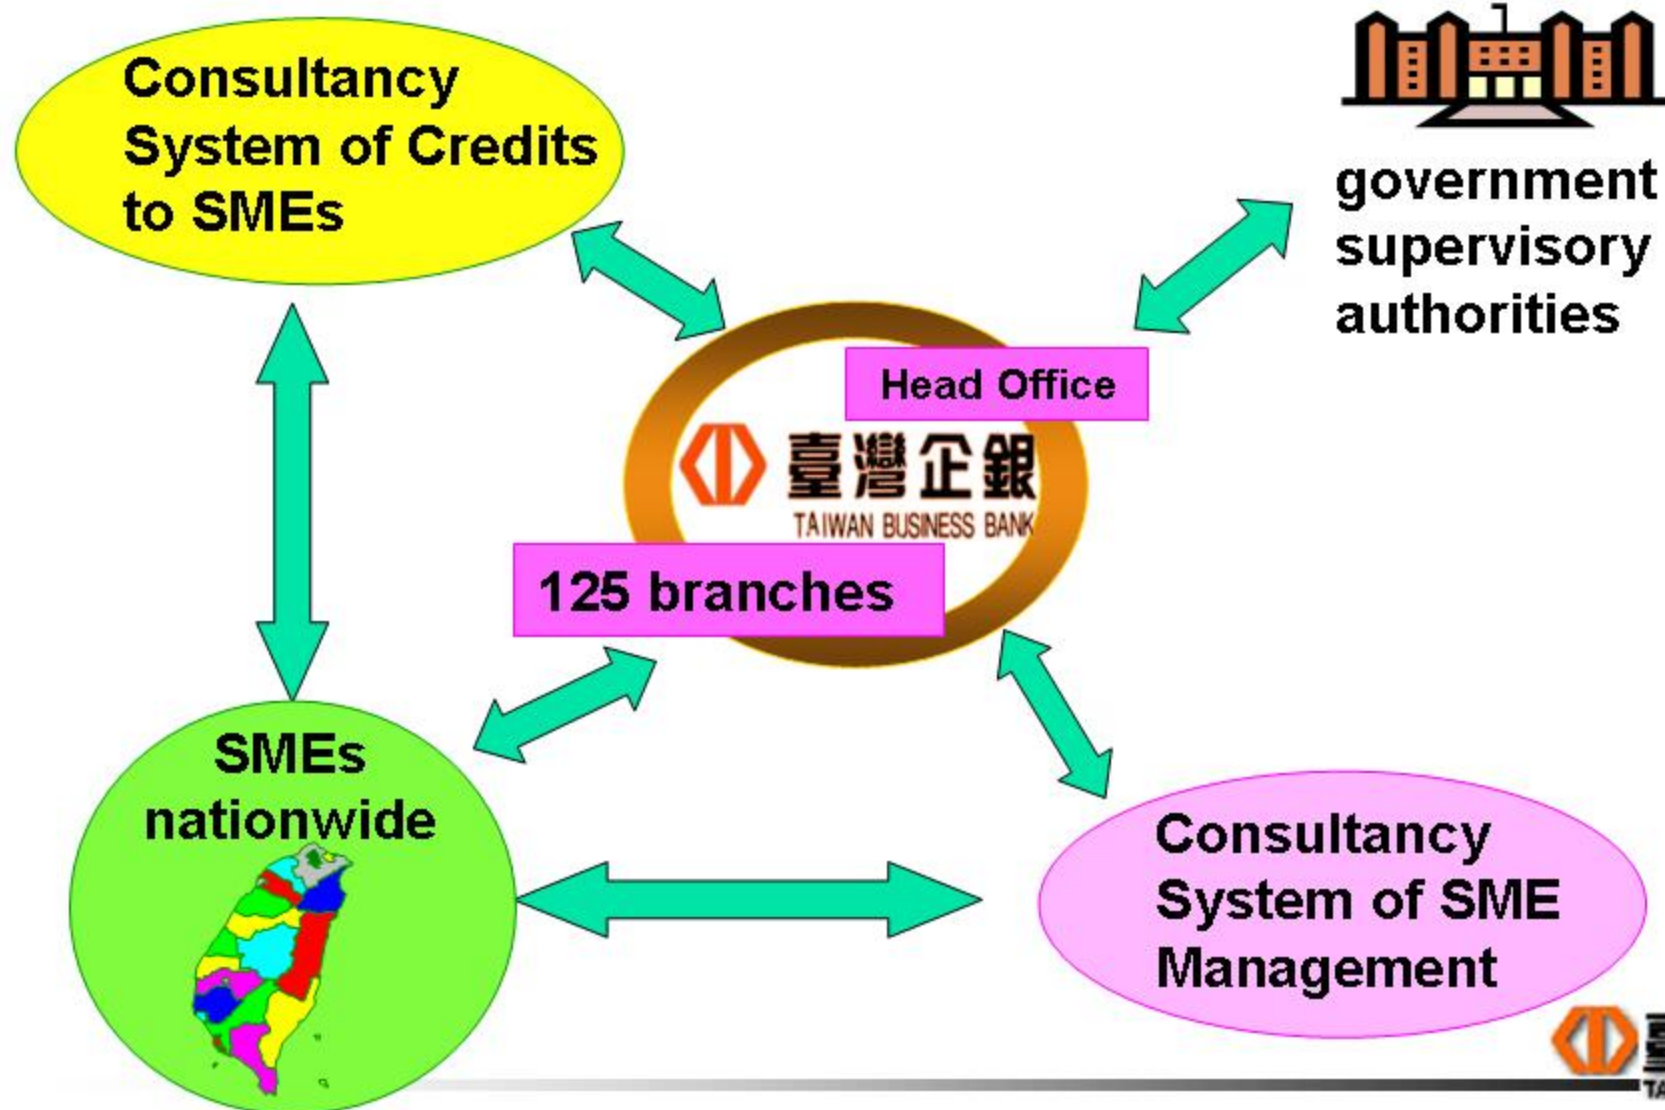 Consultancy
System of Credits
to SMEs
government
supervisory
authorities
Head Office
臺灣企銀
TAIWAN BUSINESS BANK
125 branches
SMEs
nationwide
Consultancy
System of SME
Management